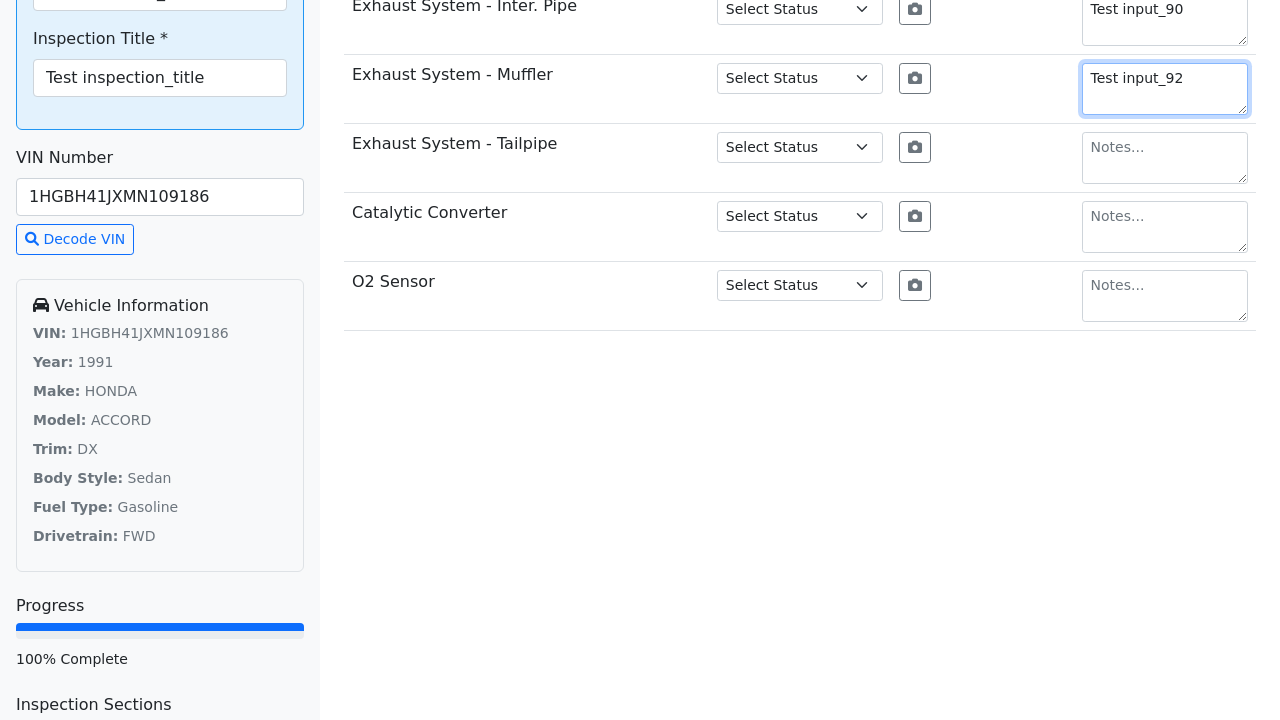 Inspection Title *
Test inspection_title
VIN Number
1HGBH41JXMN109186
Decode VIN
Vehicle Information
VIN: 1HGBH41JXMN109186
Year: 1991
Make: HONDA
Model: ACCORD
Trim: DX
Body Style: Sedan
Fuel Type: Gasoline
Drivetrain: FWD
Progress
100% Complete
Inspection Sections
Exhaust System - Inter. Pipe Select Status Test input_90
Exhaust System - Muffler Select Status Test input_92
Exhaust System - Tailpipe Select Status Notes...
Catalytic Converter Select Status Notes...
O2 Sensor Select Status Notes...